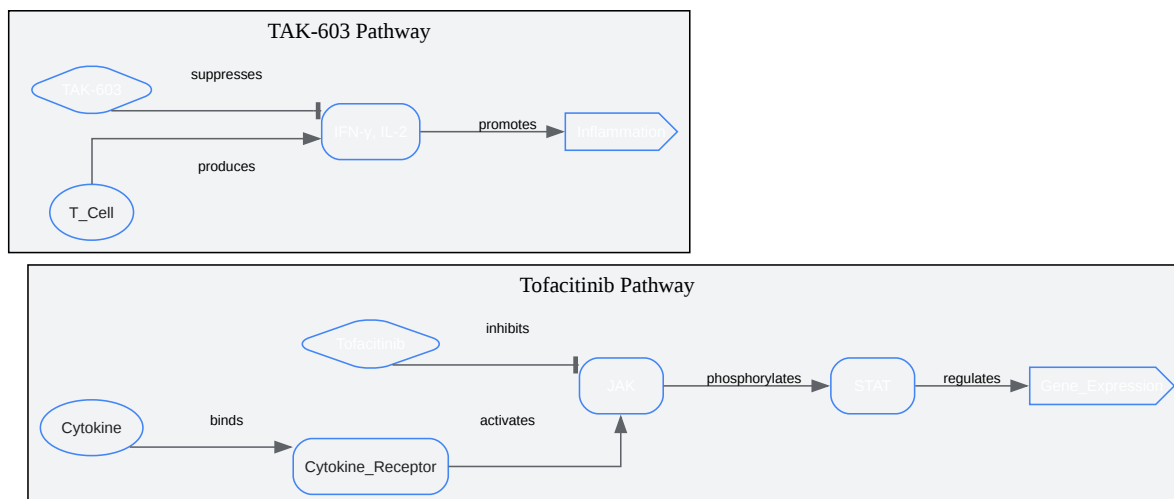 TAK-603 Pathway
TAK-603
suppresses
IFN-γ, IL-2
promotes
Inflammation
produces
T_Cell
Tofacitinib Pathway
Tofacitinib
inhibits
JAK
phosphorylates
STAT
regulates
Gene_Expression
Cytokine
binds
activates
Cytokine_Receptor